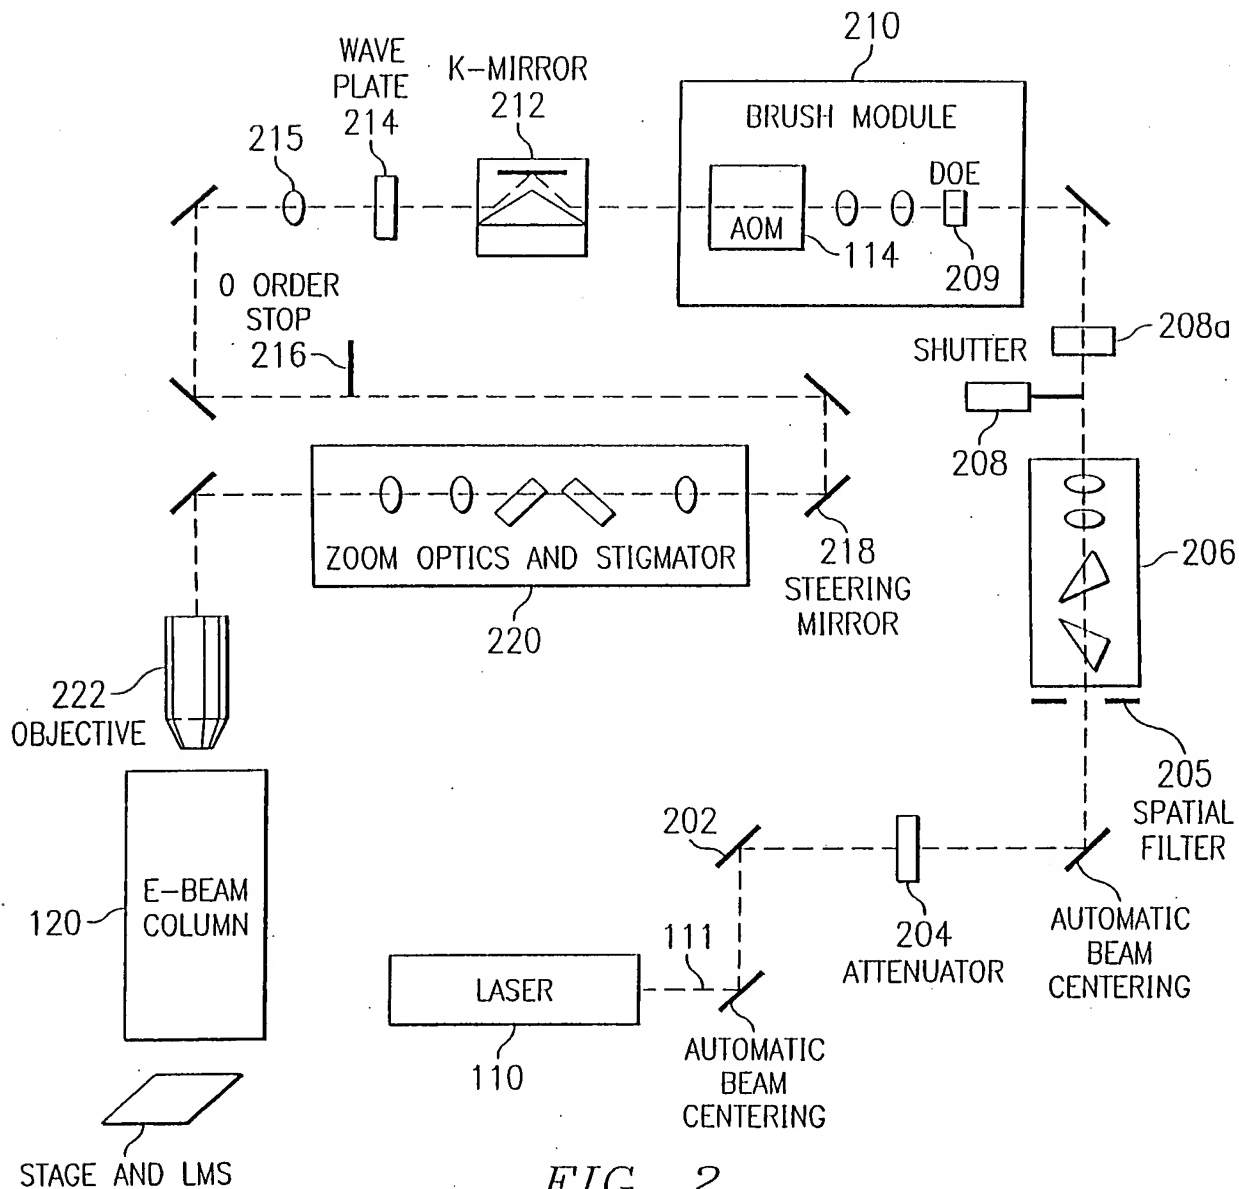 210
WAVE
PLATE
214
K-MIRROR
212
215
BRUSH MODULE
DOE
AOM
114
209
0 ORDER
STOP
216
208a
SHUTTER
208
206
ZOOM OPTICS AND STIGMATOR
220
218
STEERING
MIRROR
222
OBJECTIVE
205
SPATIAL
FILTER
202
120
E-BEAM
COLUMN
111
204
ATTENUATOR
AUTOMATIC
BEAM
CENTERING
LASER
110
AUTOMATIC
BEAM
CENTERING
STAGE AND LMS
FIG. 2